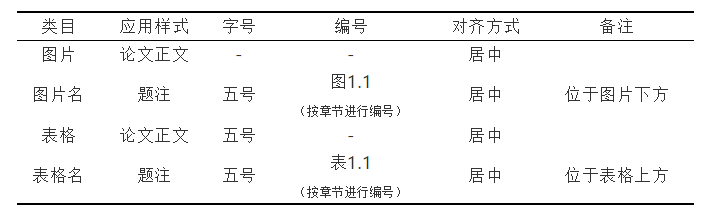 类目 应用样式 字号 编号 对齐方式 备注
图片 论文正文 - - 居中
图片名 题注 五号 图1.1 (按章节进行编号) 居中 位于图片下方
表格 论文正文 五号 - 居中
表格名 题注 五号 表1.1 (按章节进行编号) 居中 位于表格上方